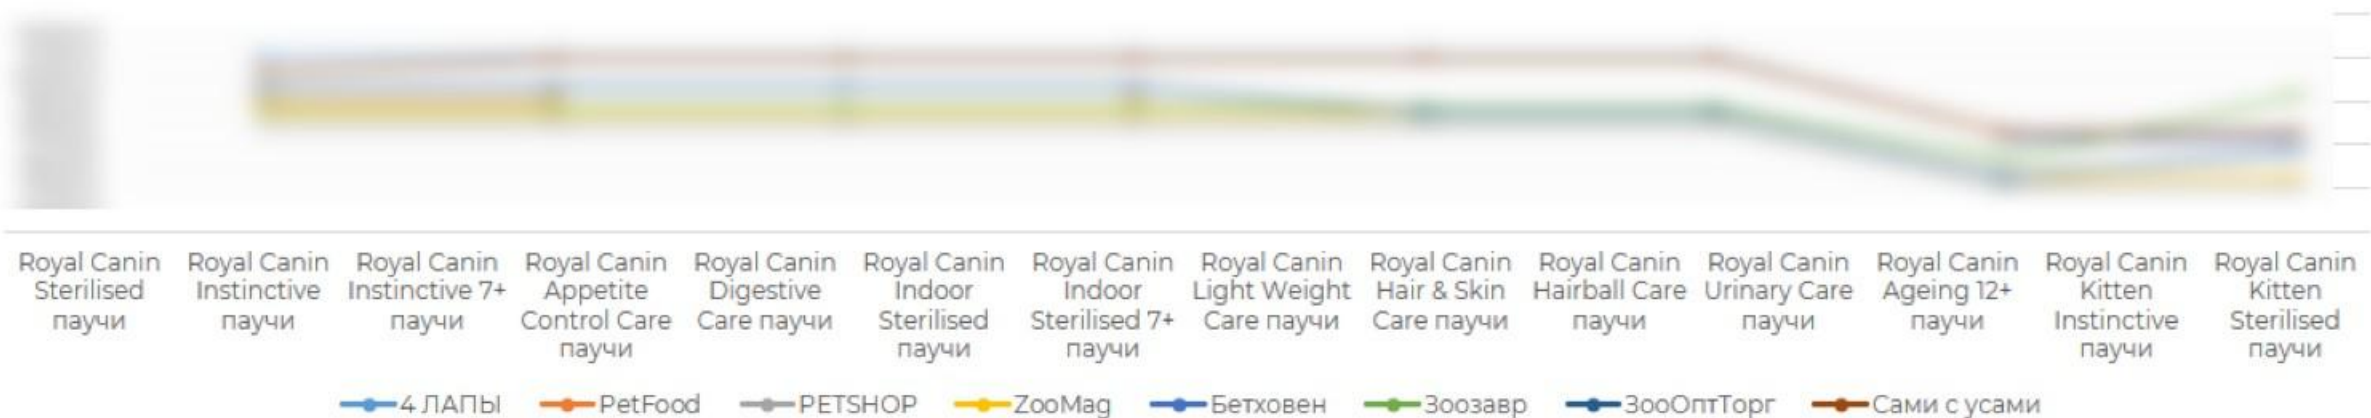 Royal Canin Sterilised паучи
Royal Canin Instinctive паучи
Royal Canin Instinctive 7+ паучи
Royal Canin Appetite Control Care паучи
Royal Canin Digestive Care паучи
Royal Canin Indoor Sterilised паучи
Royal Canin Indoor Sterilised 7+ паучи
Royal Canin Light Weight Care паучи
Royal Canin Hair & Skin Care паучи
Royal Canin Hairball Care паучи
Royal Canin Urinary Care паучи
Royal Canin Ageing 12+ паучи
Royal Canin Kitten Instinctive паучи
Royal Canin Kitten Sterilised паучи
4 ЛАПЫ PetFood PETSHOP ZooMag Бетховен Зоозавр ЗооОптТорг Сами с усами